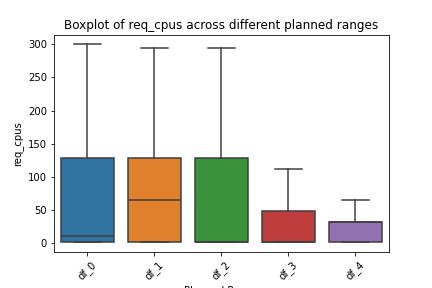 Boxplot of req_cpus across different planned ranges
300
250
200
150
100
50
0
req_cpus
df_0
df_1
df_2
df_3
df_4